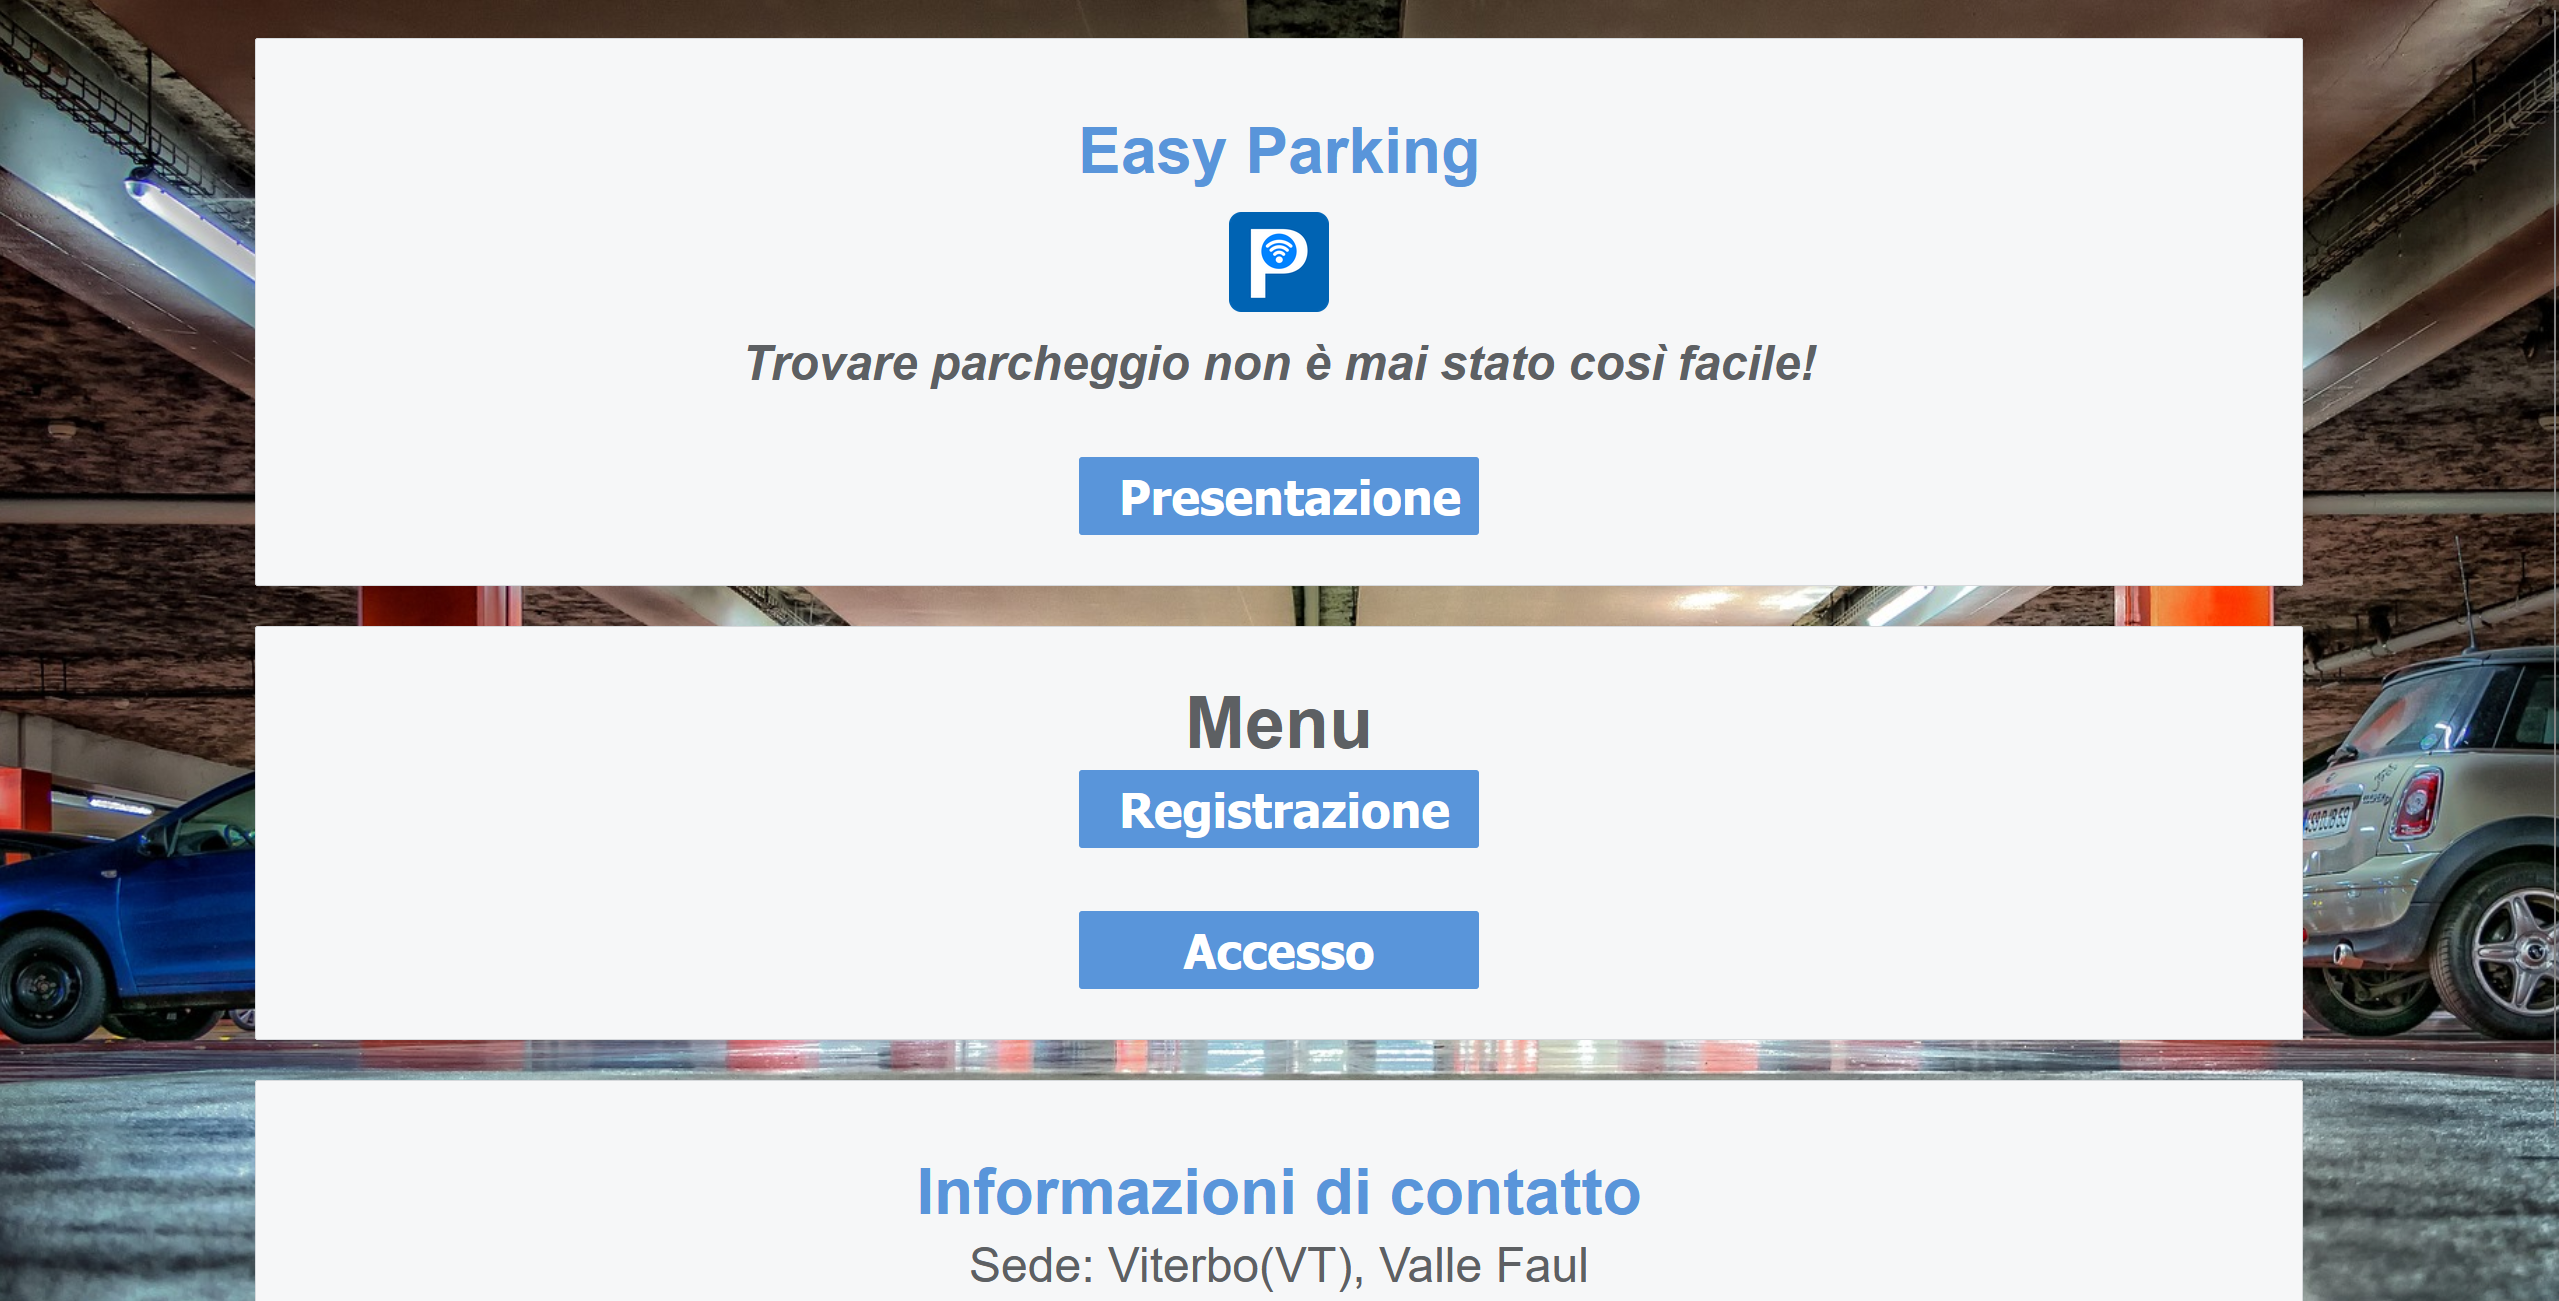 Easy Parking
P
Trovare parcheggio non è mai stato così facile!
Presentazione
Menu
Registrazione
Accesso
Informazioni di contatto
Sede: Viterbo(VT), Valle Faul